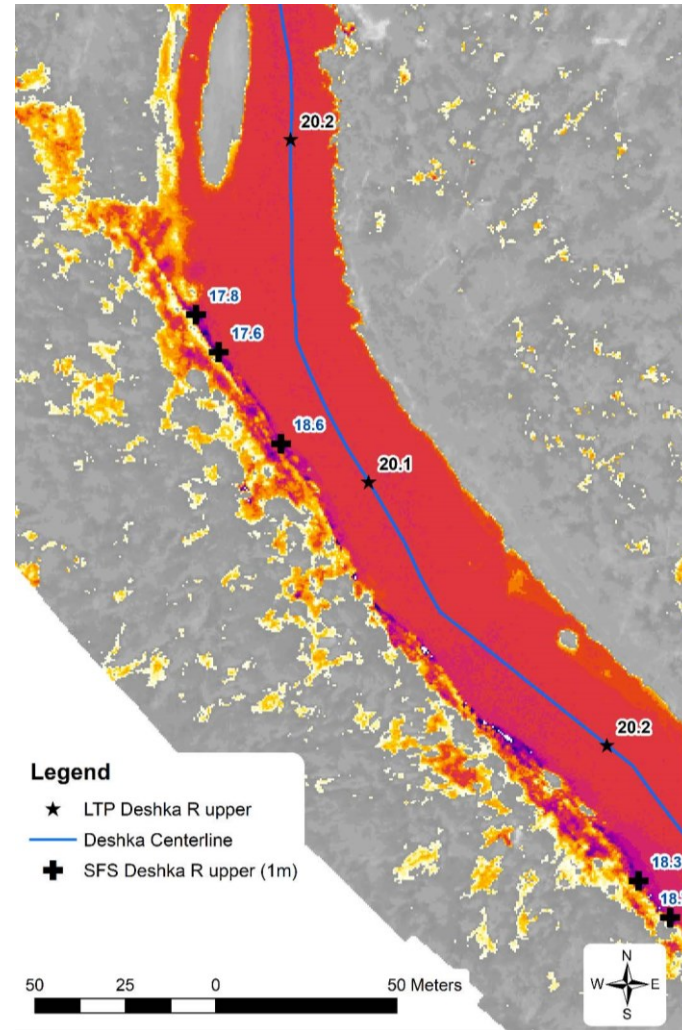 20.2
17.8
17.6
18.6
20.1
20.2
18.3
Legend
LTP Deshka R upper
Deshka Centerline
SFS Deshka R upper (1m)
50 25 0 50 Meters
N
W E
S